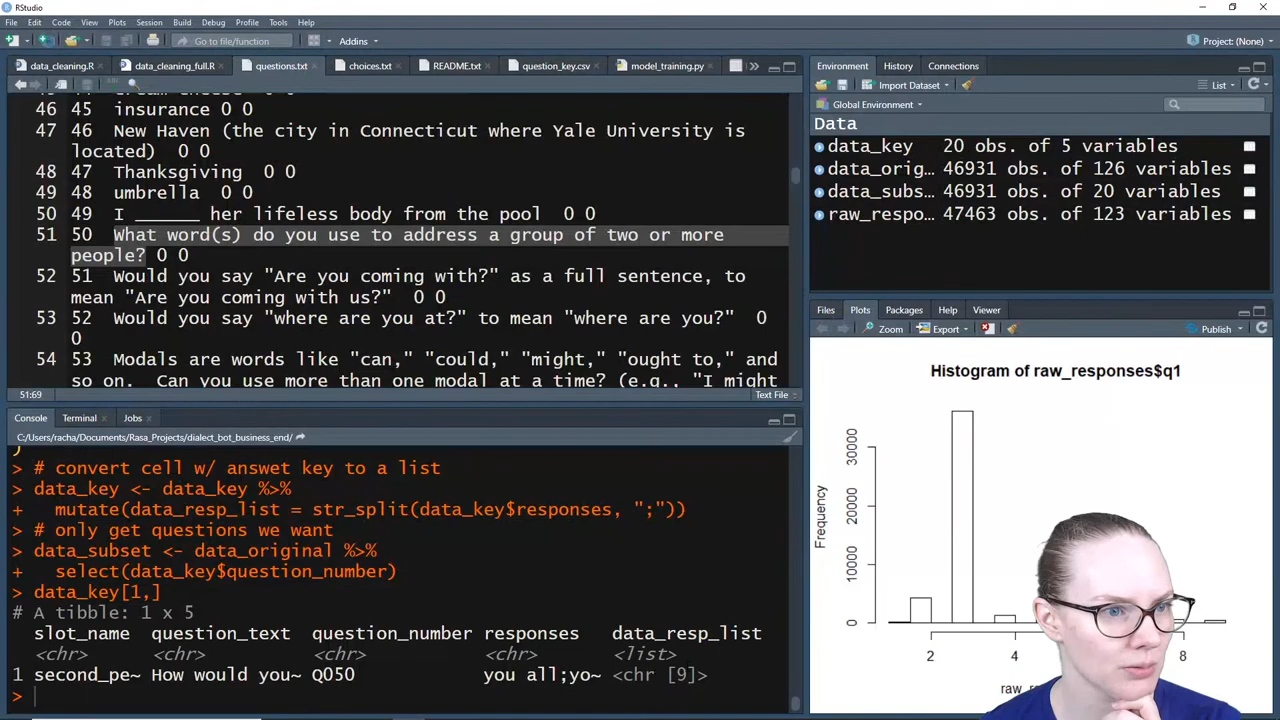 RStudio
File Edit Code View Plots Session Build Debug Profile Tools Help
Go to file/function Addins Project: (None)
data_cleaning.R data_cleaning_full.R questions.txt choices.txt README.txt question_key.csv model_training.py
46 45 insurance 0 0
47 46 New Haven (the city in Connecticut where Yale University is
located) 0 0
48 47 Thanksgiving 0 0
49 48 umbrella 0 0
50 49 I ______ her lifeless body from the pool 0 0
51 50 What word(s) do you use to address a group of two or more
people? 0 0
52 51 Would you say "Are you coming with?" as a full sentence, to
mean "Are you coming with us?" 0 0
53 52 Would you say "where are you at?" to mean "where are you?" 0
0
54 53 Modals are words like "can," "could," "might," "ought to," and
so on. Can you use more than one modal at a time? (e.g., "I might
51:69 Text File
Console Terminal Jobs
C:/Users/racha/Documents/Rasa_Projects/dialect_bot_business_end/
)
> # convert cell w/ answet key to a list
> data_key <- data_key %>%
+ mutate(data_resp_list = str_split(data_key$responses, ";"))
> # only get questions we want
> data_subset <- data_original %>%
+ select(data_key$question_number)
> data_key[1,]
# A tibble: 1 x 5
slot_name question_text question_number responses data_resp_list
<chr> <chr> <chr> <chr> <list>
1 second_pe~ How would you~ Q050 you all;yo~ <chr [9]>
>
Environment History Connections
Import Dataset List
Global Environment
Data
data_key 20 obs. of 5 variables
data_orig… 46931 obs. of 126 variables
data_subs… 46931 obs. of 20 variables
raw_respo… 47463 obs. of 123 variables
Files Plots Packages Help Viewer
Zoom Export Publish
Histogram of raw_responses$q1
Frequency
30000
20000
10000
0
2 4 8